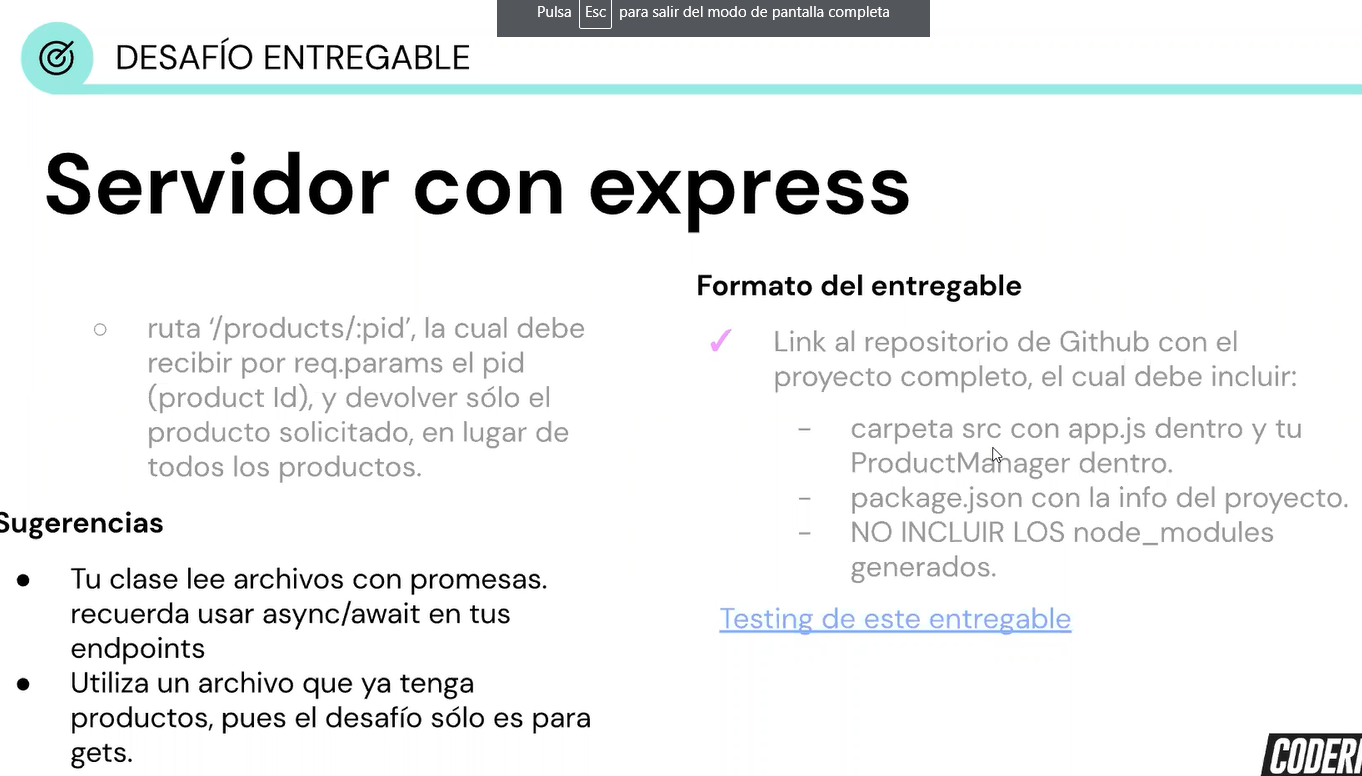 Pulsa Esc para salir del modo de pantalla completa
DESAFÍO ENTREGABLE
Servidor con express
○ ruta ‘/products/:pid’, la cual debe
recibir por req.params el pid
(product Id), y devolver sólo el
producto solicitado, en lugar de
todos los productos.
Sugerencias
● Tu clase lee archivos con promesas.
recuerda usar async/await en tus
endpoints
● Utiliza un archivo que ya tenga
productos, pues el desafío sólo es para
gets.
Formato del entregable
✓ Link al repositorio de Github con el
proyecto completo, el cual debe incluir:
- carpeta src con app.js dentro y tu
ProductManager dentro.
- package.json con la info del proyecto.
- NO INCLUIR LOS node_modules
generados.
Testing de este entregable